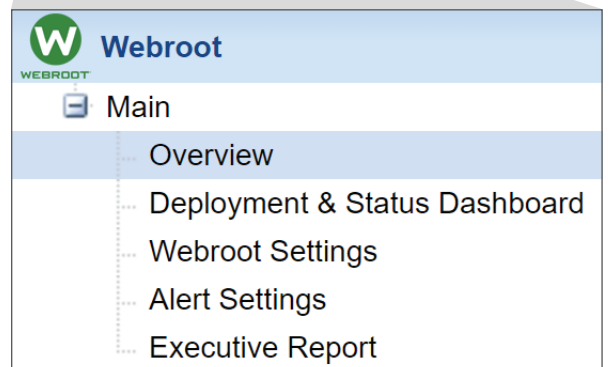 W
WEBROOT
Webroot
Main
Overview
Deployment & Status Dashboard
Webroot Settings
Alert Settings
Executive Report